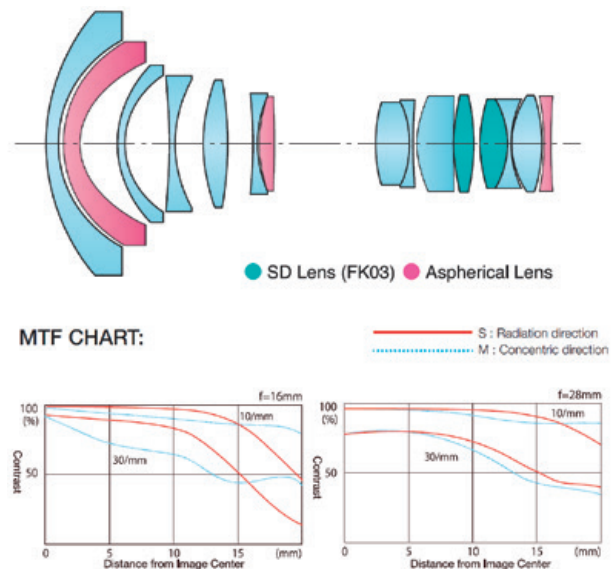 SD Lens (FK03) Aspherical Lens
MTF CHART:
S : Radiation direction
M : Concentric direction
f=16mm
100
(%)
10/mm
50
30/mm
Contrast
0 5 10 15 (mm)
Distance from Image Center
f=28mm
100
(%)
10/mm
50
30/mm
Contrast
0 5 10 15 (mm)
Distance from Image Center